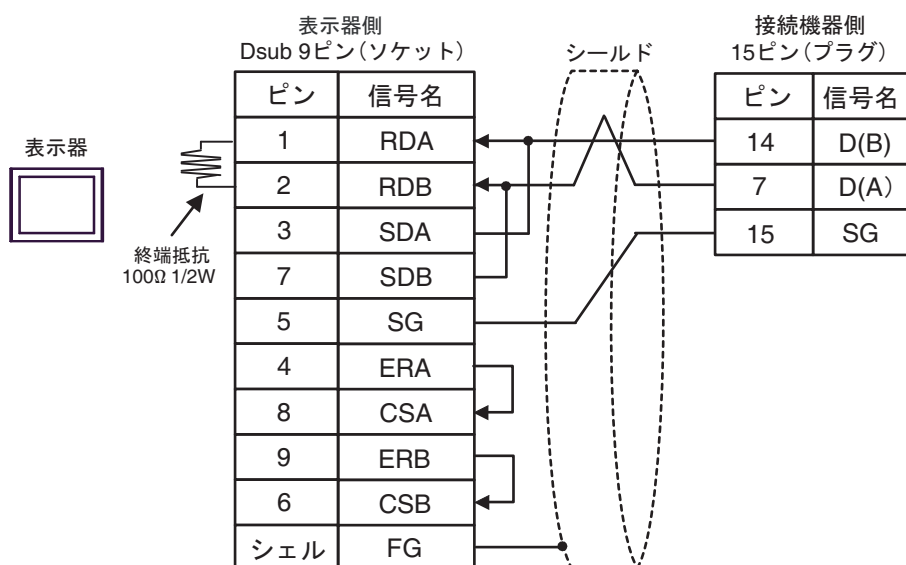 表示器側
Dsub 9ピン(ソケット)
シールド
接続機器側
15ピン(プラグ)
表示器
終端抵抗
100Ω 1/2W
ピン 信号名
1 RDA
2 RDB
3 SDA
7 SDB
5 SG
4 ERA
8 CSA
9 ERB
6 CSB
シェル FG
ピン 信号名
14 D(B)
7 D(A)
15 SG